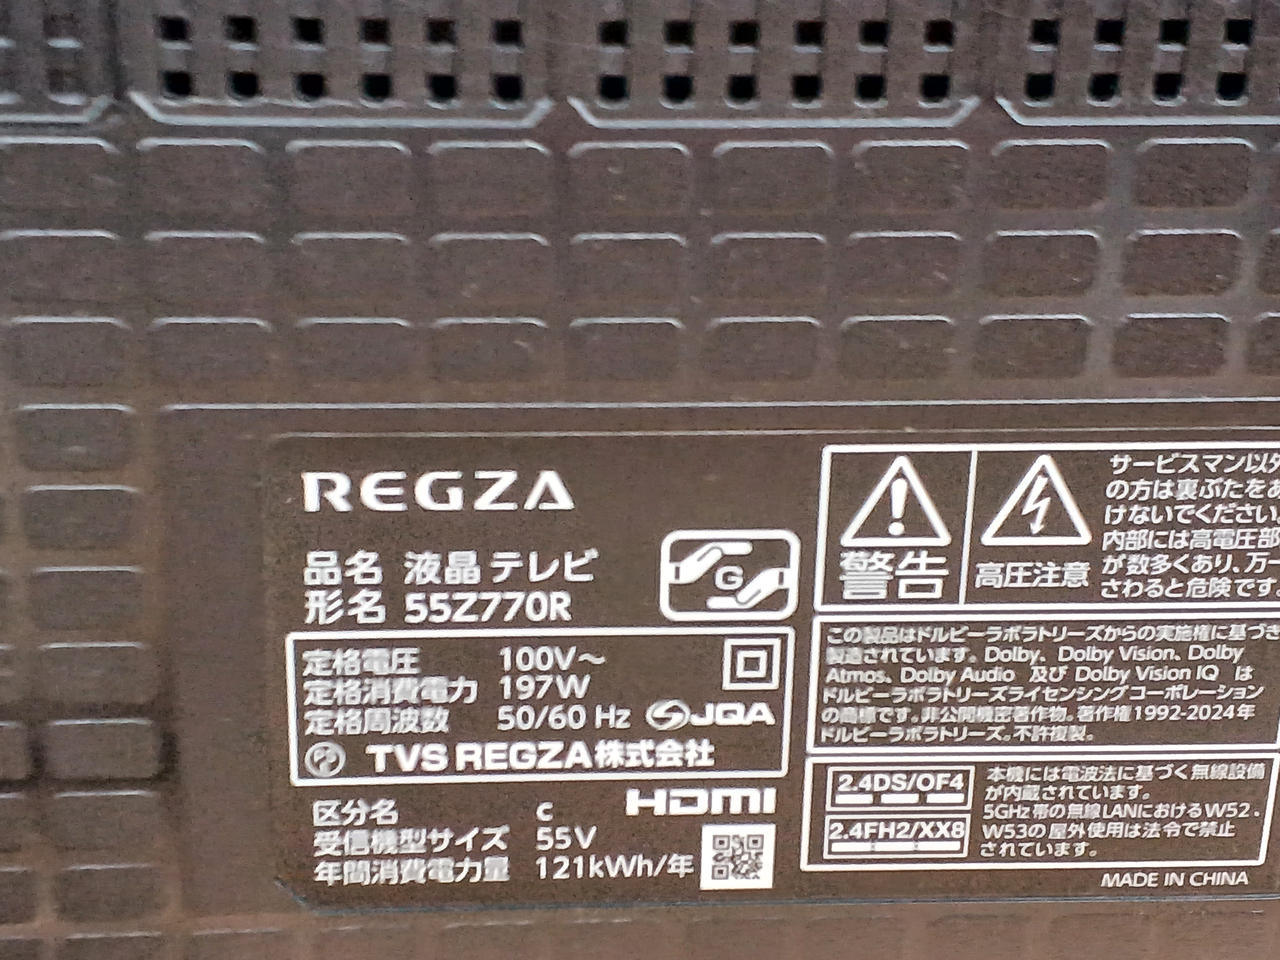 REGZA
品名 液晶テレビ
形名 55Z770R
G
定格電圧 100V～
定格消費電力 197W
定格周波数 50/60 Hz
JQA
TVS REGZA株式会社
区分名 c
HDMI
受信機型サイズ 55V
年間消費電力量 121kWh/年
警告
高圧注意
サービスマン以外
の方は裏ぶたをあ
けないでください。
内部には高電圧部
が数多くあり、万一
さわると危険です。
この製品はドルビーラボラトリーズからの実施権に基づき
製造されています。Dolby、Dolby Vision、Dolby
Atmos、Dolby Audio 及び Dolby Vision IQ は
ドルビーラボラトリーズライセンシングコーポレーション
の商標です。非公開機密著作物。著作権1992-2024年
ドルビーラボラトリーズ。不許複製。
2.4DS/OF4
2.4FH2/XX8
本機には電波法に基づく無線設備
が内蔵されています。
5GHz帯の無線LANにおけるW52、
W53の屋外使用は法令で禁止
されています。
MADE IN CHINA